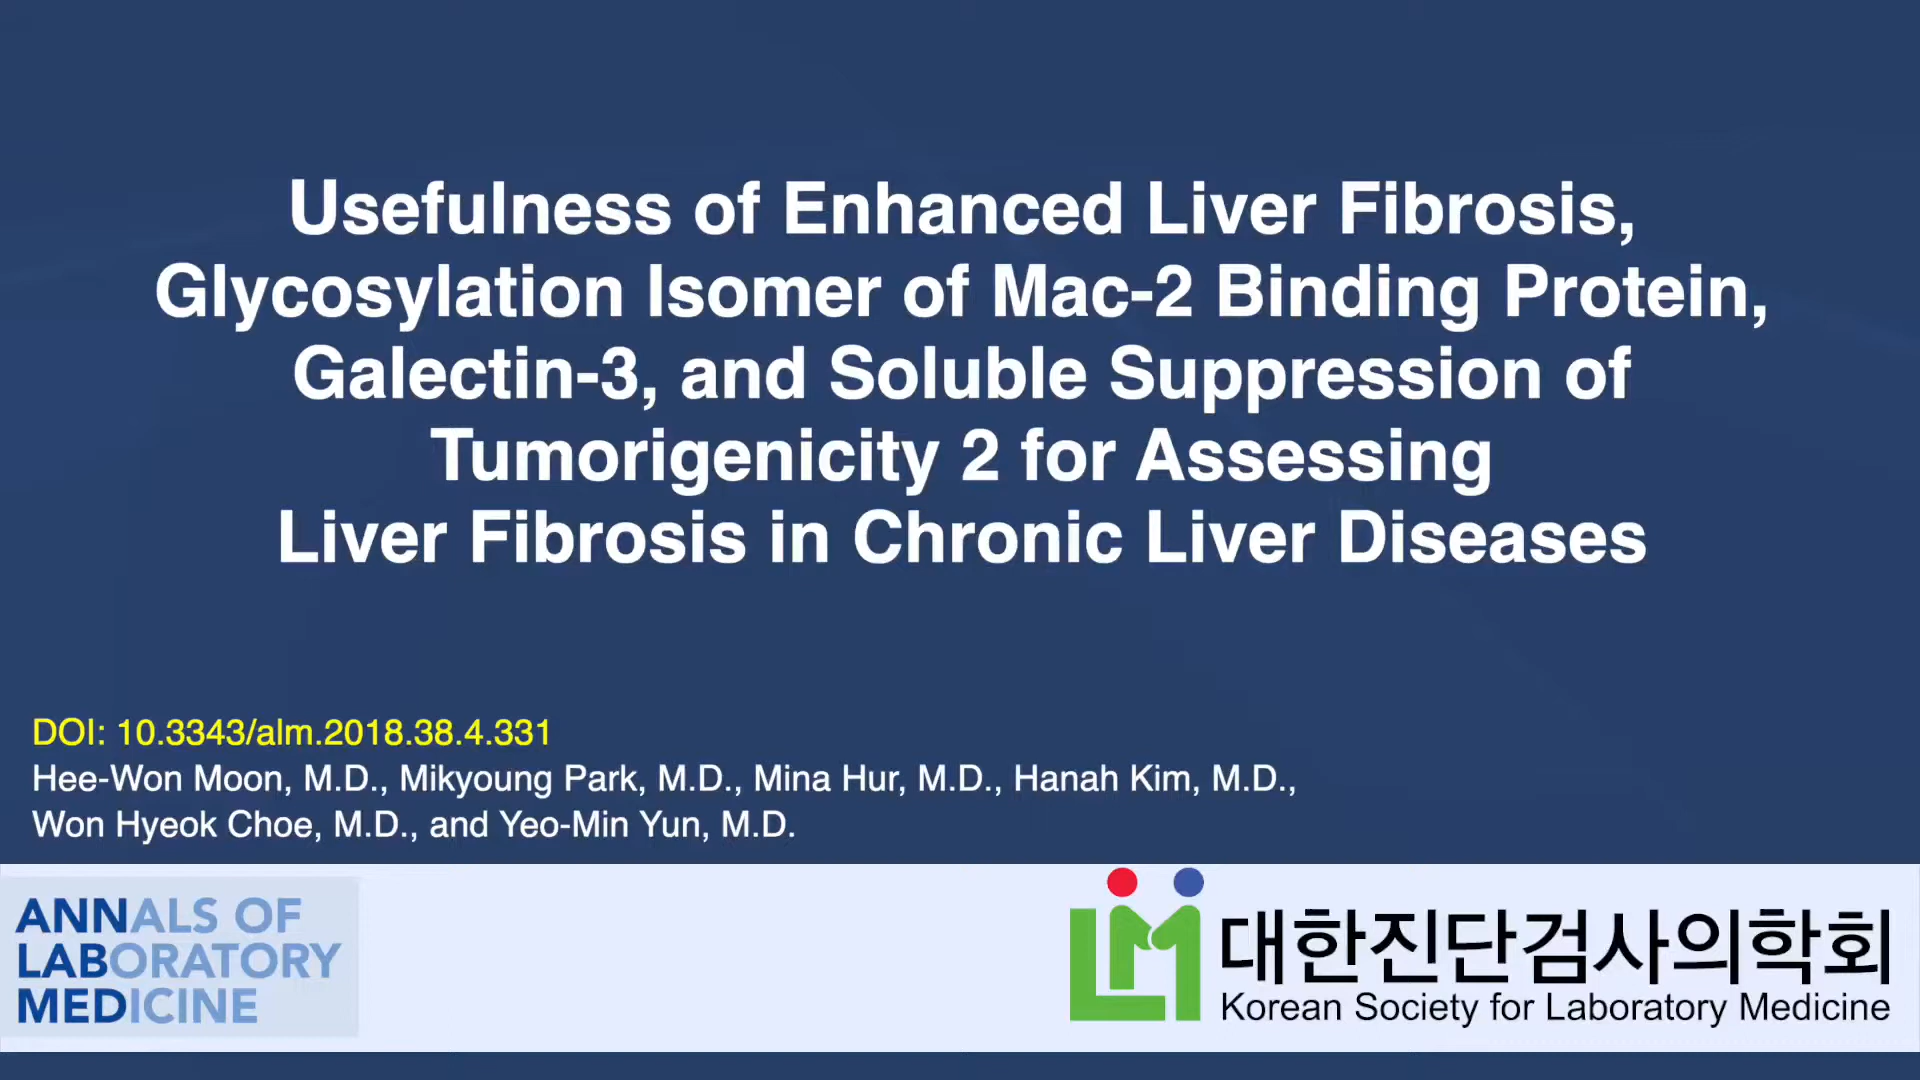 Usefulness of Enhanced Liver Fibrosis,
Glycosylation Isomer of Mac-2 Binding Protein,
Galectin-3, and Soluble Suppression of
Tumorigenicity 2 for Assessing
Liver Fibrosis in Chronic Liver Diseases
DOI: 10.3343/alm.2018.38.4.331
Hee-Won Moon, M.D., Mikyoung Park, M.D., Mina Hur, M.D., Hanah Kim, M.D.,
Won Hyeok Choe, M.D., and Yeo-Min Yun, M.D.
ANNALS OF
LABORATORY
MEDICINE
LM
대한진단검사의학회
Korean Society for Laboratory Medicine